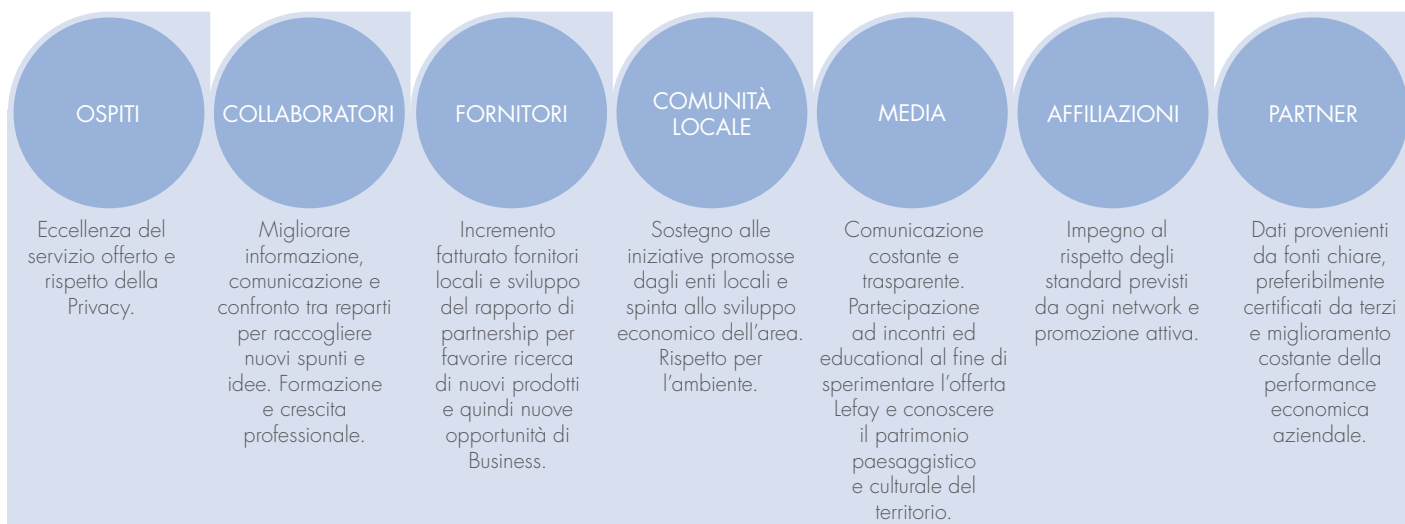 OSPITI
Eccellenza del
servizio offerto e
rispetto della
Privacy.
COLLABORATORI
Migliorare
informazione,
comunicazione e
confronto tra reparti
per raccogliere
nuovi spunti e
idee. Formazione
e crescita
professionale.
FORNITORI
Incremento
fatturato fornitori
locali e sviluppo
del rapporto di
partnership per
favorire ricerca
di nuovi prodotti
e quindi nuove
opportunità di
Business.
COMUNITÀ
LOCALE
Sostegno alle
iniziative promosse
dagli enti locali e
spinta allo sviluppo
economico dell’area.
Rispetto per
l’ambiente.
MEDIA
Comunicazione
costante e
trasparente.
Partecipazione
ad incontri ed
educational al fine di
sperimentare l’offerta
Lefay e conoscere
il patrimonio
paesaggistico
e culturale del
territorio.
AFFILIAZIONI
Impegno al
rispetto degli
standard previsti
da ogni network e
promozione attiva.
PARTNER
Dati provenienti
da fonti chiare,
preferibilmente
certificati da terzi
e miglioramento
costante della
performance
economica
aziendale.